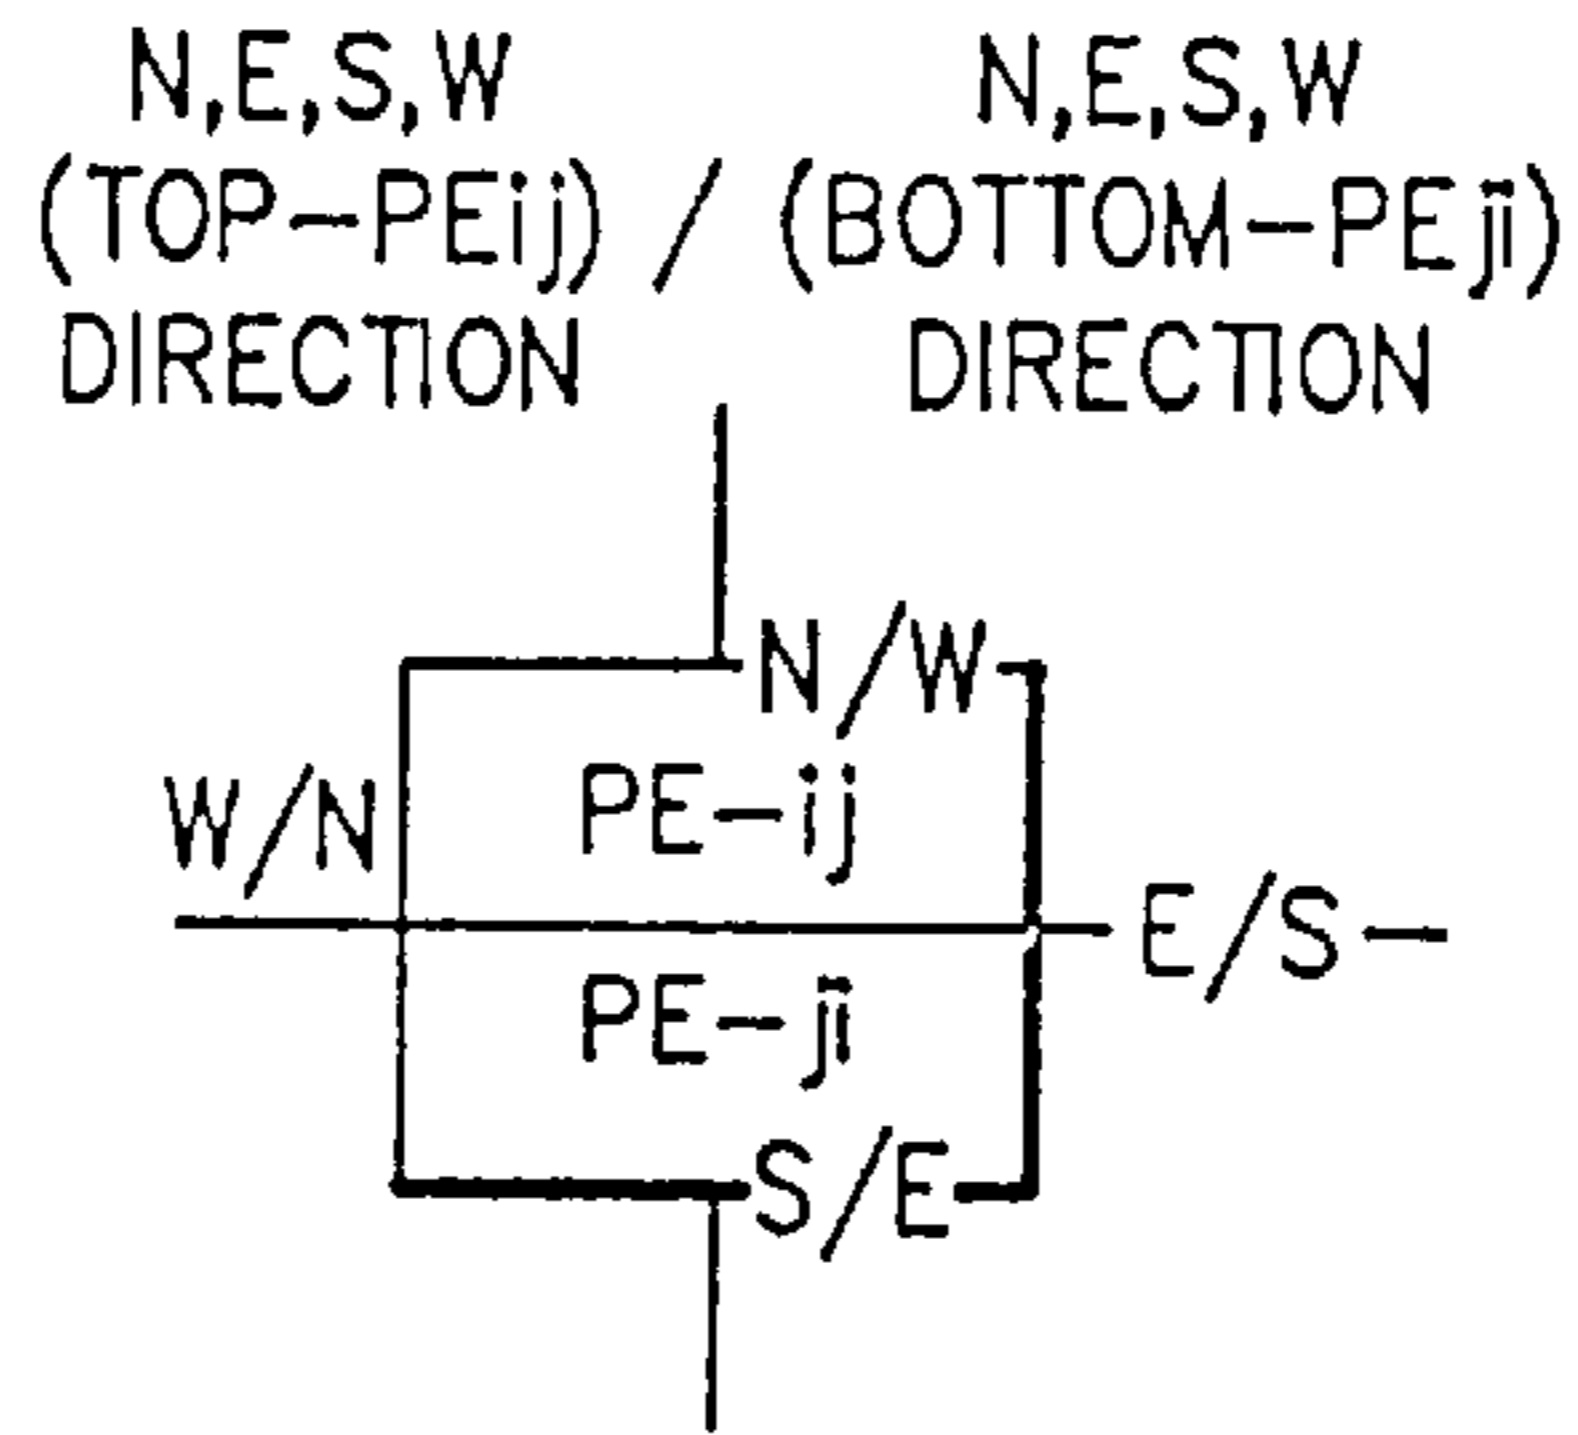 N,E,S,W N,E,S,W
(TOP-PEij) / (BOTTOM-PEji)
DIRECTION DIRECTION
N/W
W/N PE-ij
E/S
PE-ji
S/E